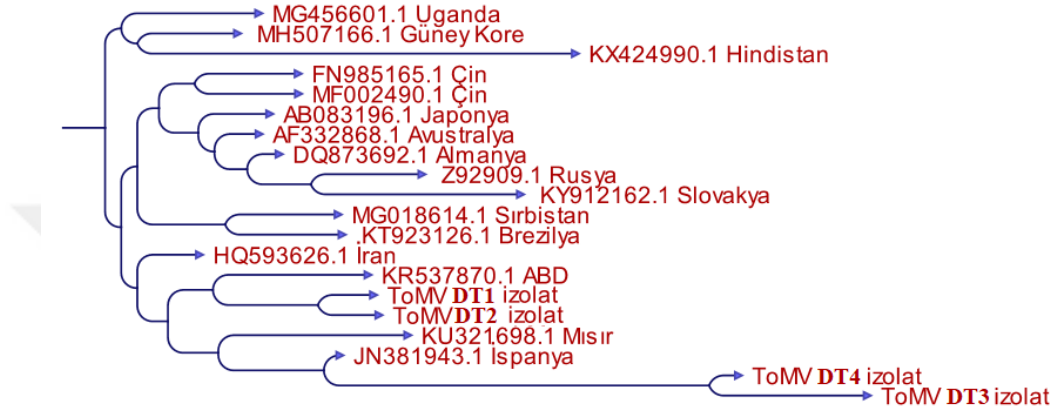 MG456601.1 Uganda
MH507166.1 Güney Kore
KX424990.1 Hindistan
FN985165.1 Çin
MF002490.1 Çin
AB083196.1 Japonya
AF332868.1 Avustralya
DQ873692.1 Almanya
Z92909.1 Rusya
KY912162.1 Slovakya
MG018614.1 Sırbistan
.KT923126.1 Brezilya
HQ593626.1 İran
KR537870.1 ABD
ToMV DT1 izolat
ToMV DT2 izolat
KU321698.1 Mısır
JN381943.1 İspanya
ToMV DT4 izolat
ToMV DT3 izolat